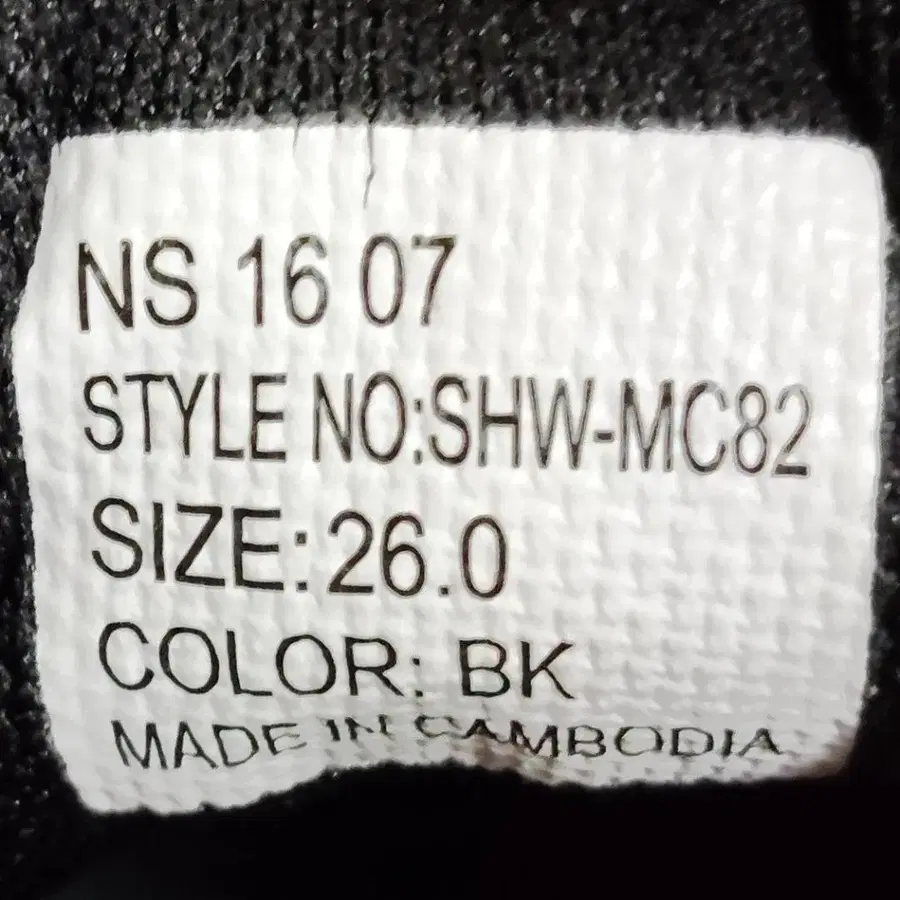 NS 16 07
STYLE NO:SHW-MC82
SIZE:26.0
COLOR: BK
MADE IN CAMBODIA